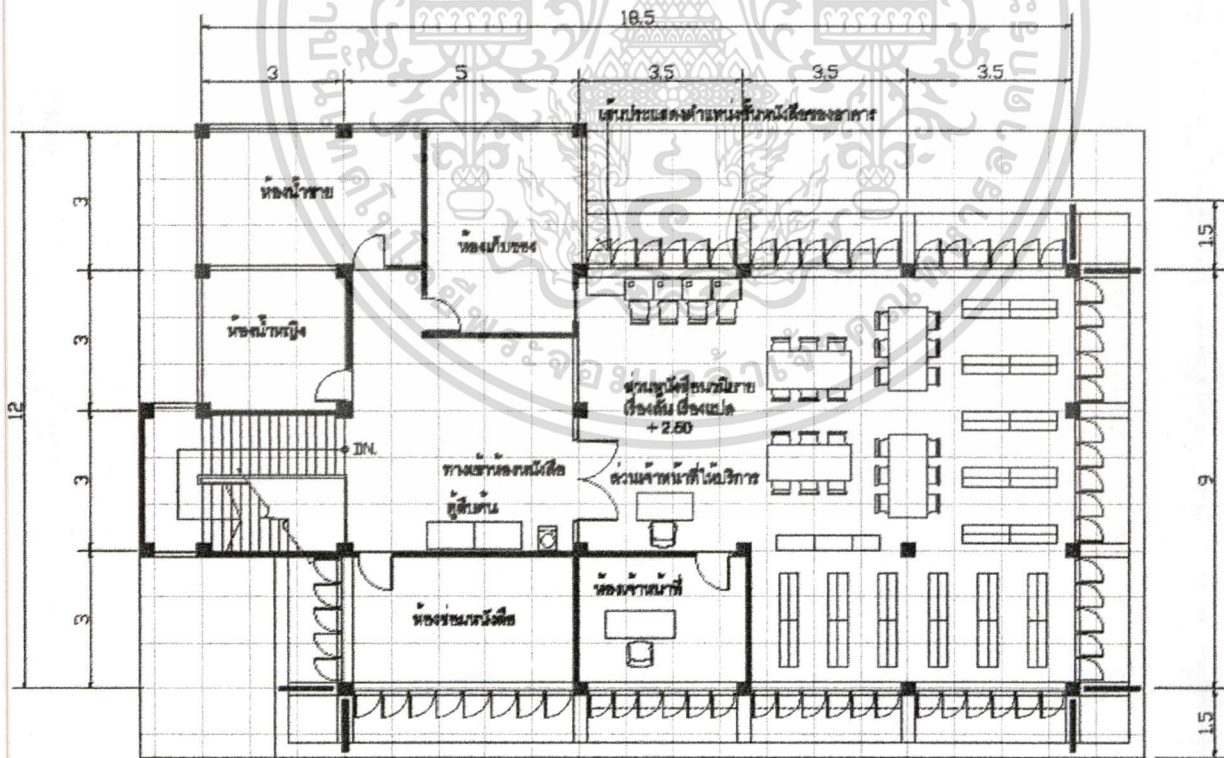 18.5
3 5 3.5 3.5 3.5
เส้นประแสดงตำแหน่งชั้นหนังสือของอาคาร
ห้องน้ำชาย
3
1.5
ห้องเก็บของ
ห้องน้ำหญิง
3
12
ส่วนหนังสือนวนิยาย
เรื่องสั้น เรื่องแปล
+ 2.60
DN.
ทางเข้าห้องหนังสือ
ส่วนเจ้าหน้าที่ให้บริการ
3
9
ตู้สืบค้น
ห้องเจ้าหน้าที่
ห้องซ่อมหนังสือ
3
1.5